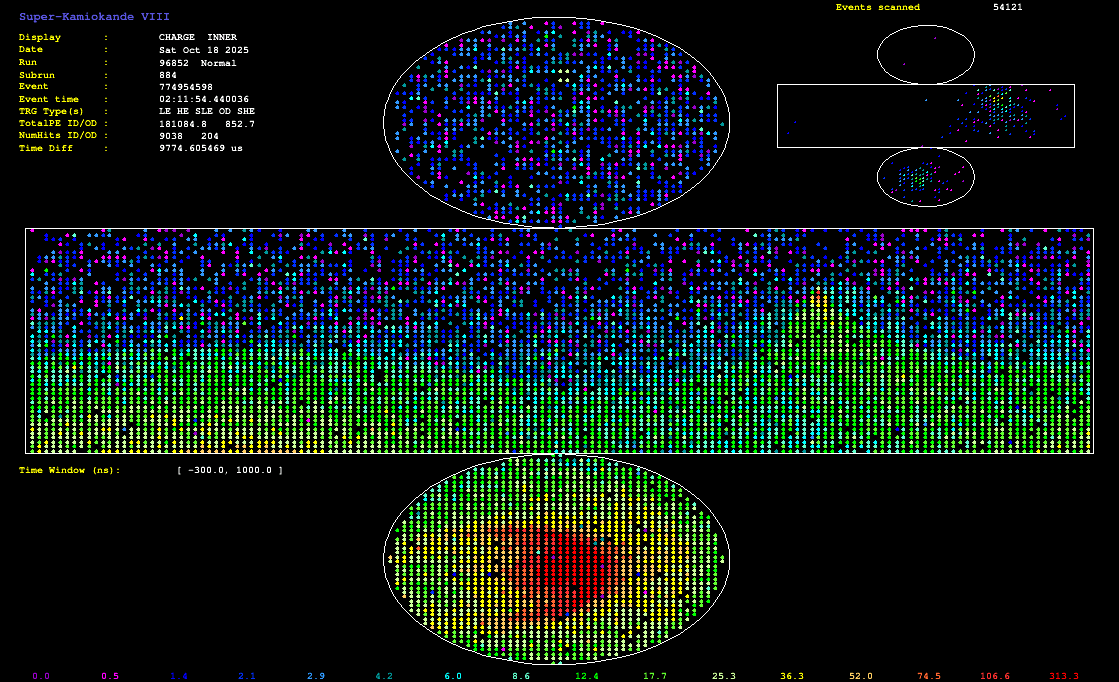 Super-Kamiokande VIII
Events scanned 54121
Display : CHARGE INNER
Date : Sat Oct 18 2025
Run : 96852 Normal
Subrun : 884
Event : 774954598
Event time : 02:11:54.440036
TRG Type(s) : LE HE SLE OD SHE
TotalPE ID/OD : 181084.8 852.7
NumHits ID/OD : 9038 204
Time Diff : 9774.605469 us
Time Window (ns): [ -300.0, 1000.0 ]
0.0 0.5 1.4 2.1 2.9 4.2 6.0 8.6 12.4 17.7 25.3 36.3 52.0 74.5 106.6 313.3